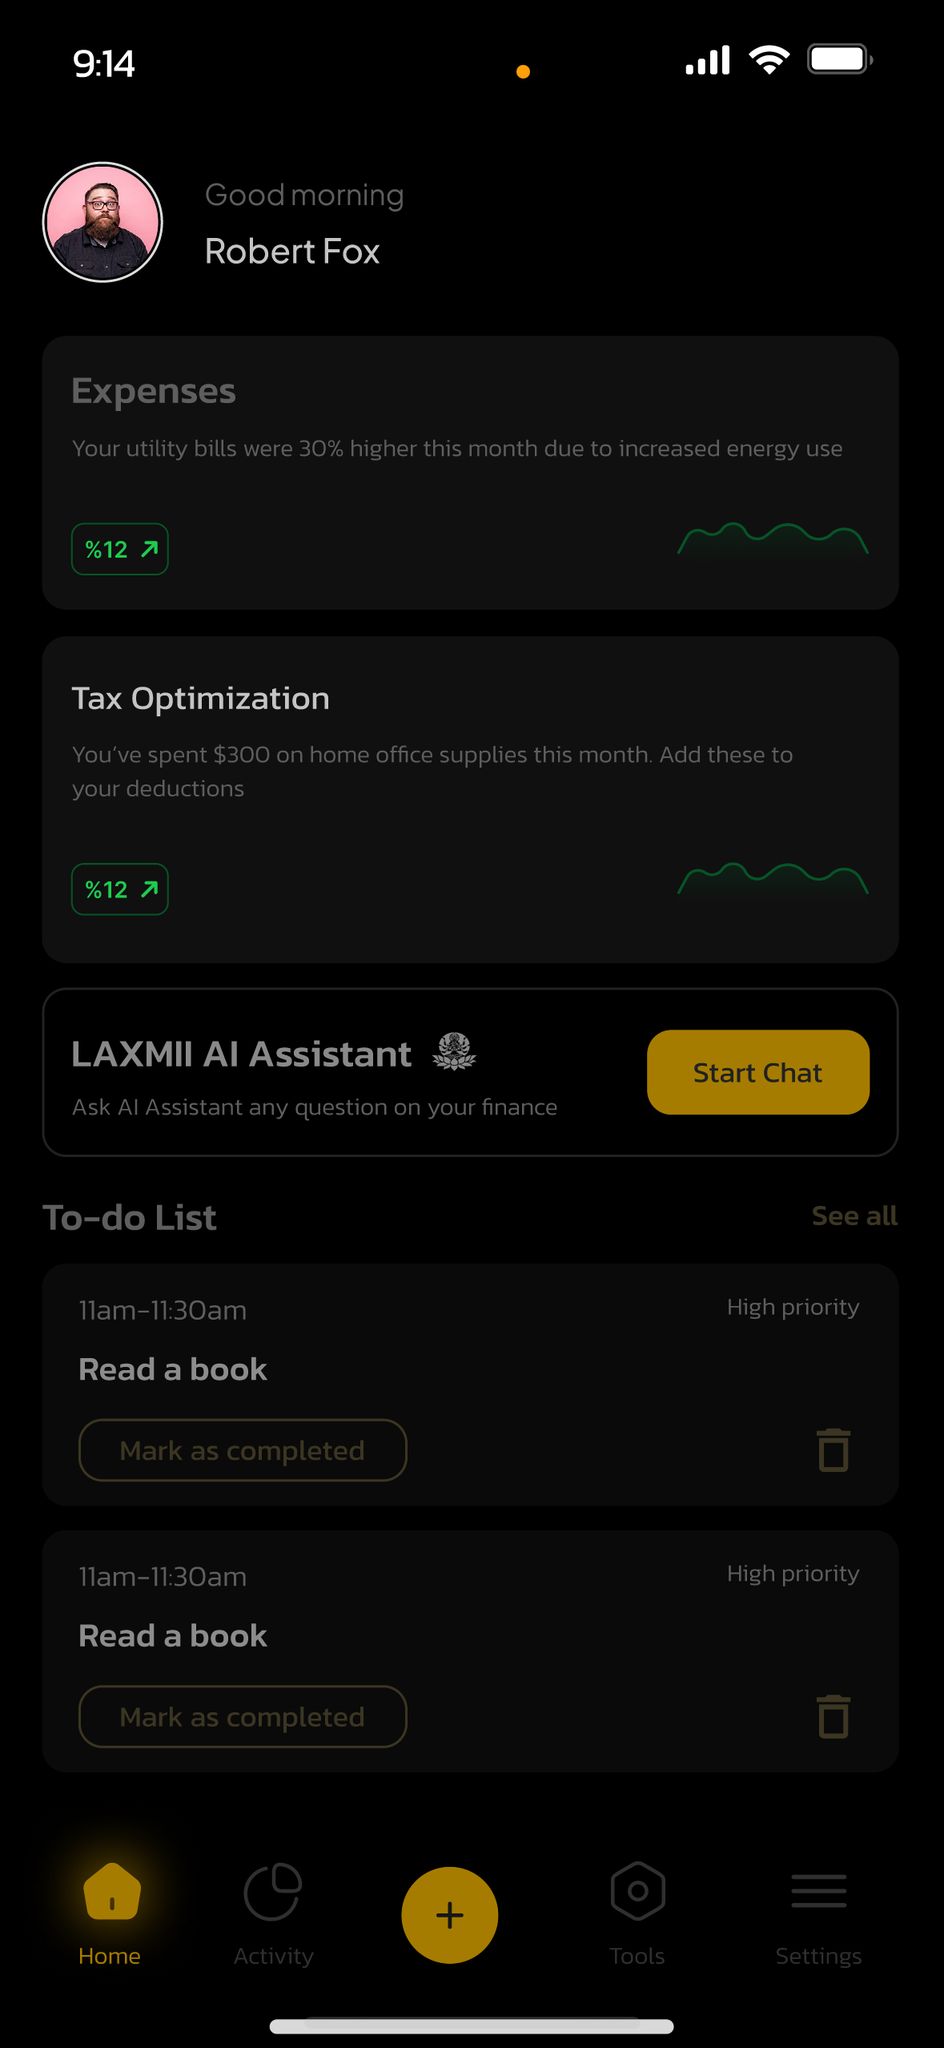 9:14
Good morning
Robert Fox
Expenses
Your utility bills were 30% higher this month due to increased energy use
%12
Tax Optimization
You’ve spent $300 on home office supplies this month. Add these to
your deductions
%12
LAXMII AI Assistant
Ask AI Assistant any question on your finance
Start Chat
To-do List
See all
11am-11:30am
High priority
Read a book
Mark as completed
11am-11:30am
High priority
Read a book
Mark as completed
Home
Activity
Tools
Settings